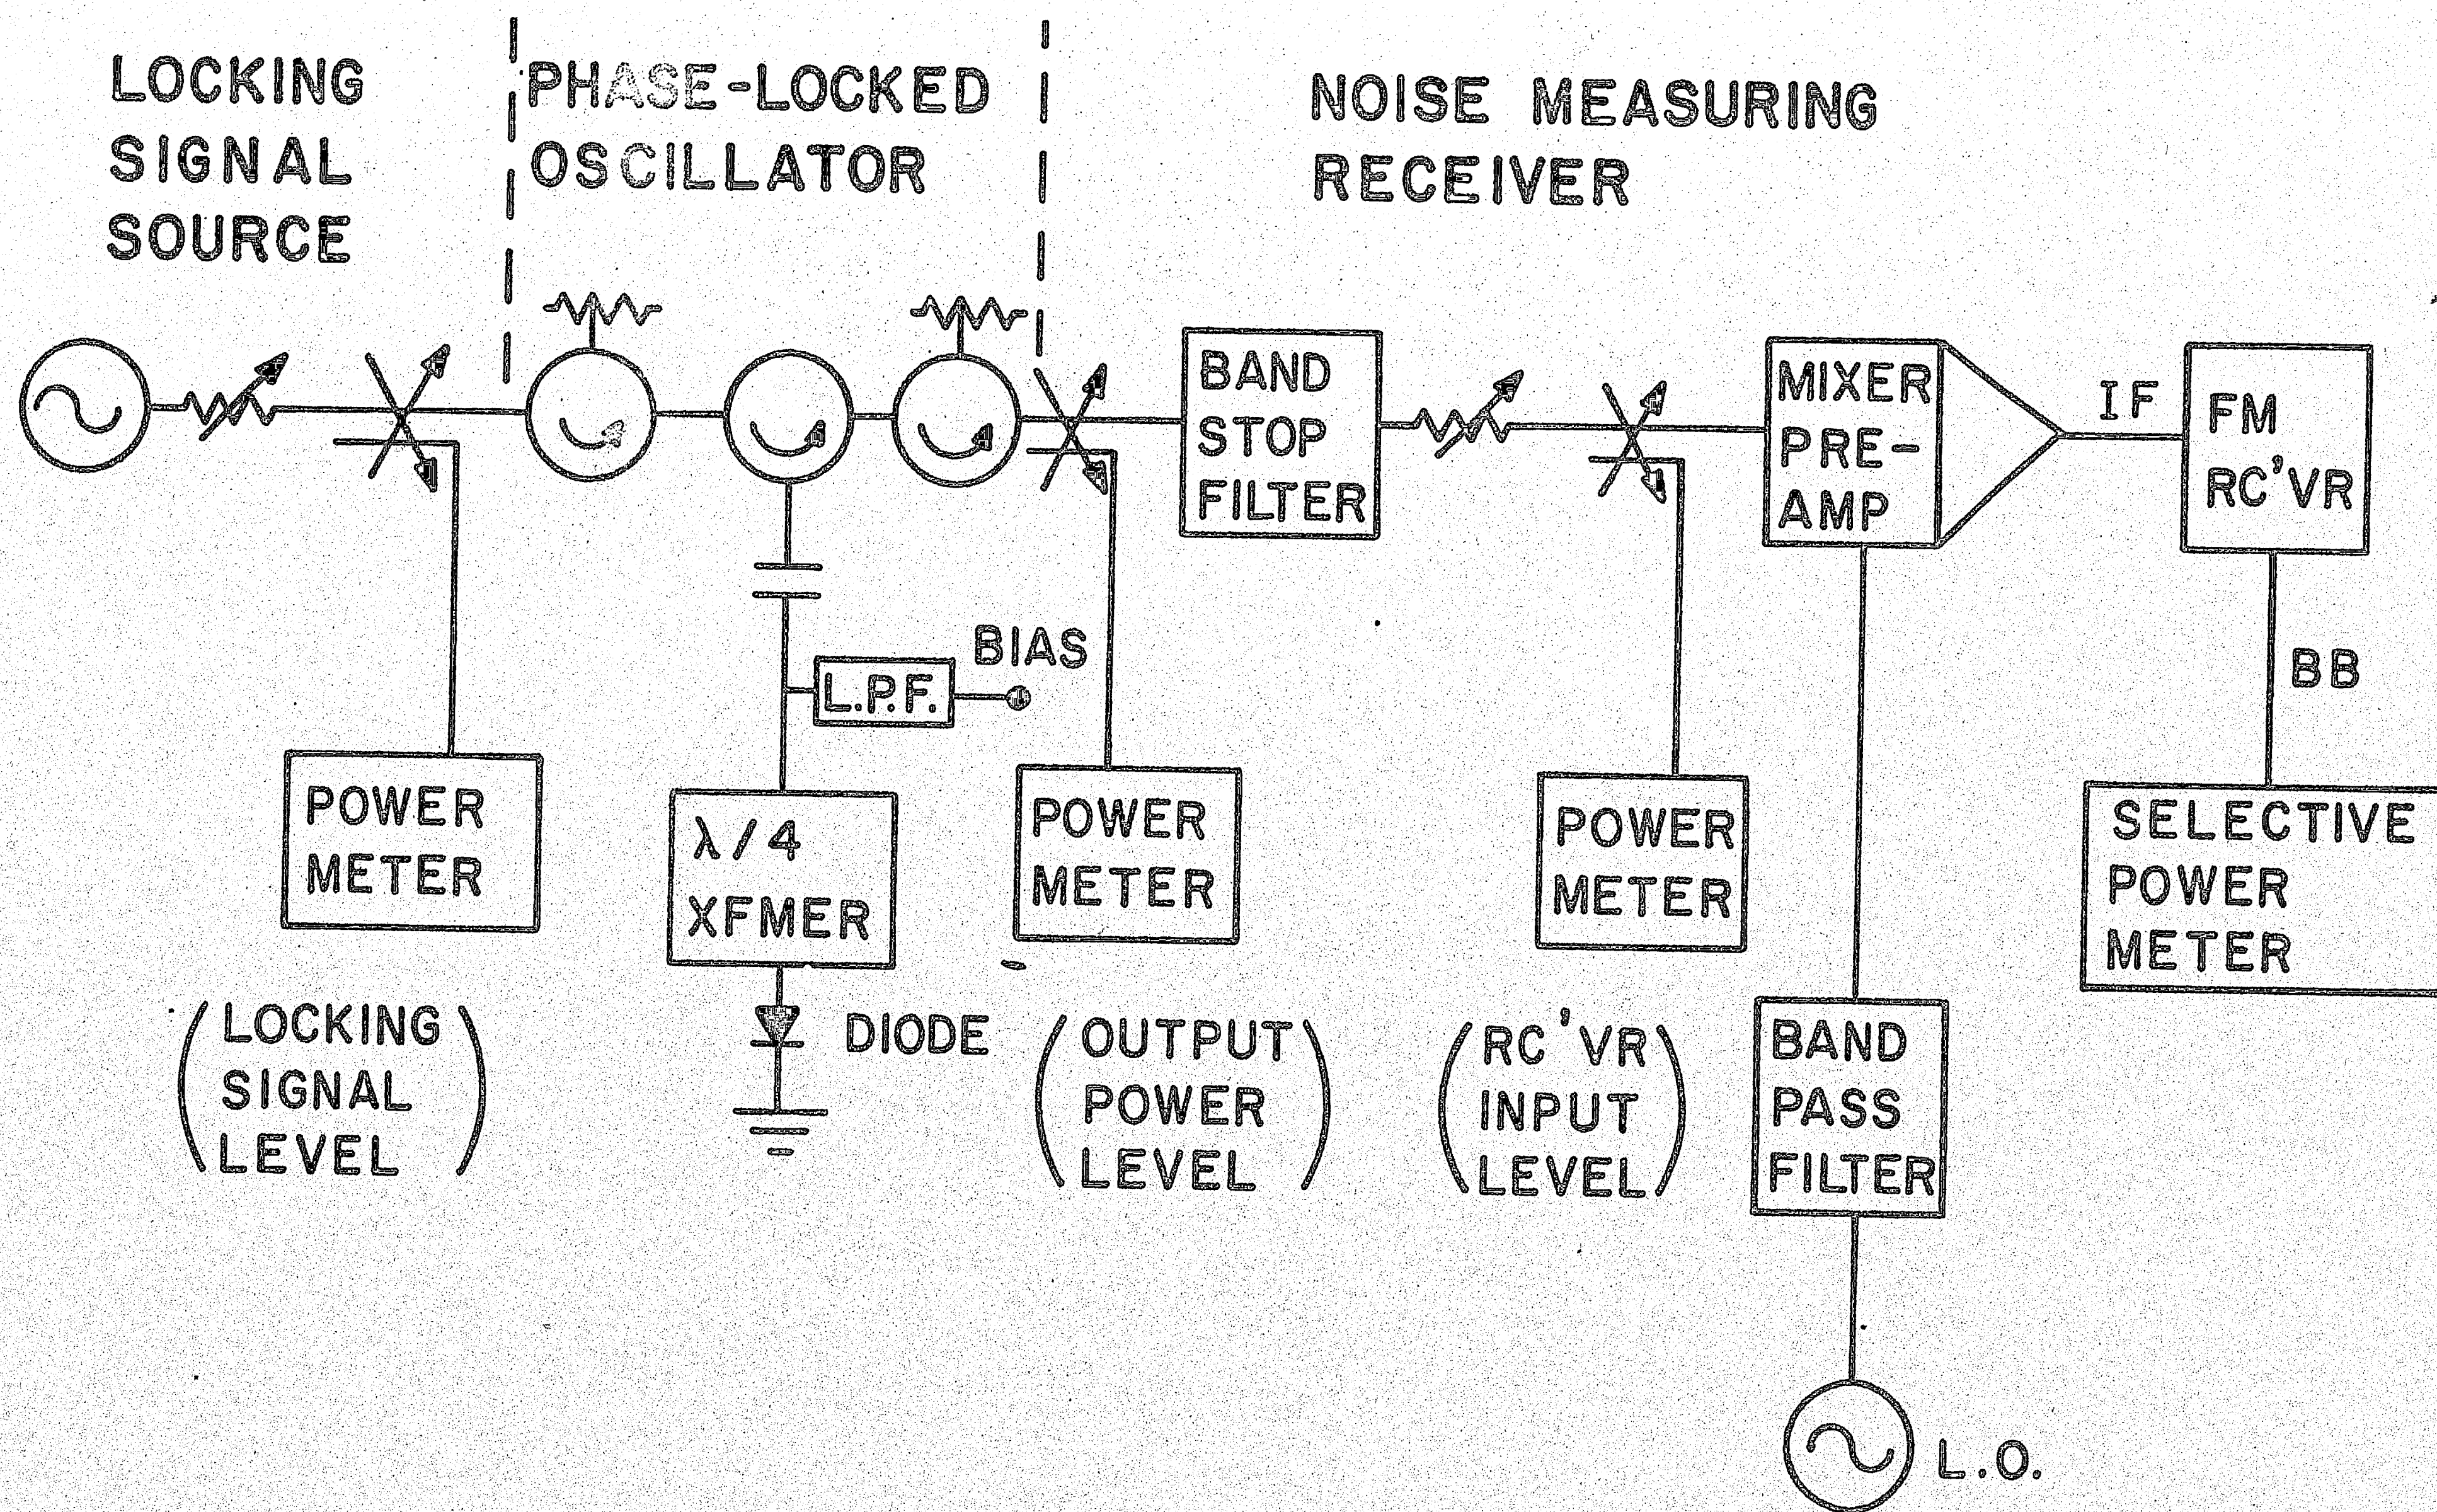 LOCKING
SIGNAL
SOURCE
PHASE-LOCKED
OSCILLATOR
NOISE MEASURING
RECEIVER
BAND
STOP
FILTER
MIXER
PRE-
AMP
IF
FM
RC'VR
BIAS
L.P.F.
BB
POWER
METER
λ/4
XFMER
POWER
METER
POWER
METER
SELECTIVE
POWER
METER
(LOCKING
SIGNAL
LEVEL)
DIODE
(OUTPUT
POWER
LEVEL)
(RC'VR
INPUT
LEVEL)
BAND
PASS
FILTER
L.O.